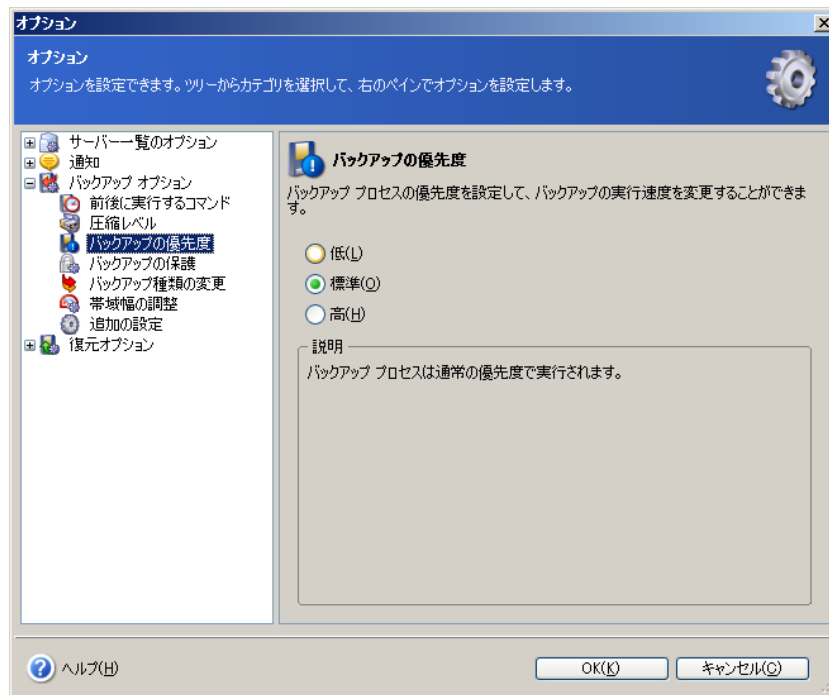 オプション
オプション
オプションを設定できます。ツリーからカテゴリを選択して、右のペインでオプションを設定します。
サーバー一覧のオプション
通知
バックアップ オプション
前後に実行するコマンド
圧縮レベル
バックアップの優先度
バックアップの保護
バックアップ種類の変更
帯域幅の調整
追加の設定
復元オプション
バックアップの優先度
バックアップ プロセスの優先度を設定して、バックアップの実行速度を変更することができま
す。
低(L)
標準(O)
高(H)
説明
バックアップ プロセスは通常の優先度で実行されます。
ヘルプ(H)
OK(K)
キャンセル(C)